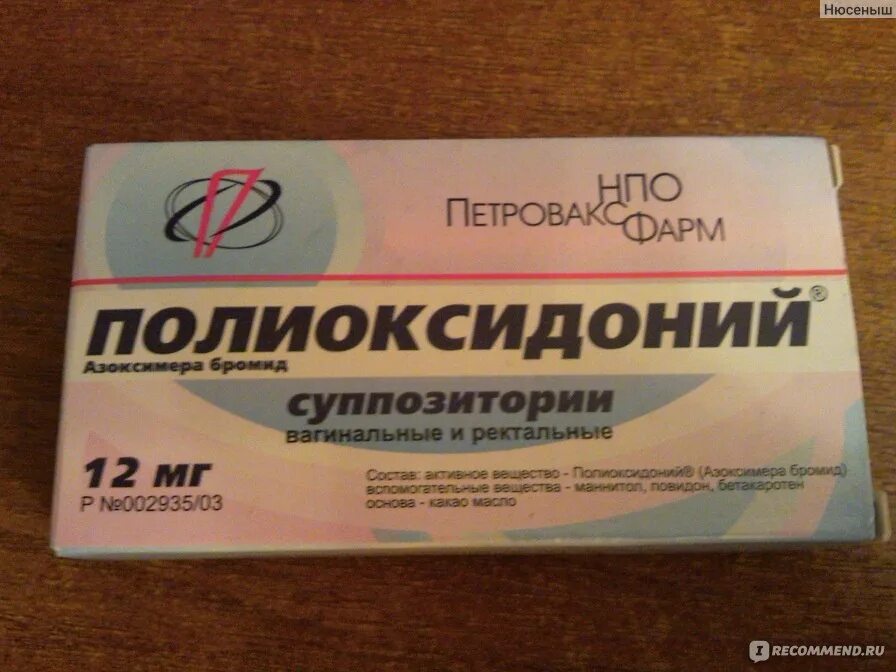 Нюсеныш
НПО
ПЕТРОВАКС
ФАРМ
ПОЛИОКСИДОНИЙ®
Азоксимера бромид
суппозитории
вагинальные и ректальные
12 мг
Р №002935/03
Состав: активное вещество - Полиоксидоний® (Азоксимера бромид)
вспомогательные вещества - маннитол, повидон, бетакаротен
основа - какао масло
IRECOMMEND.RU